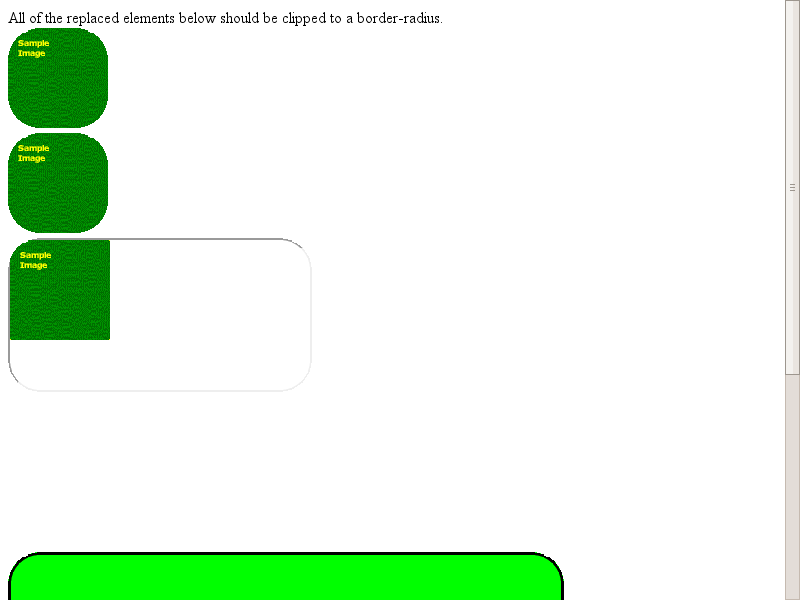 All of the replaced elements below should be clipped to a border-radius.
Sample
Image
Sample
Image
Sample
Image